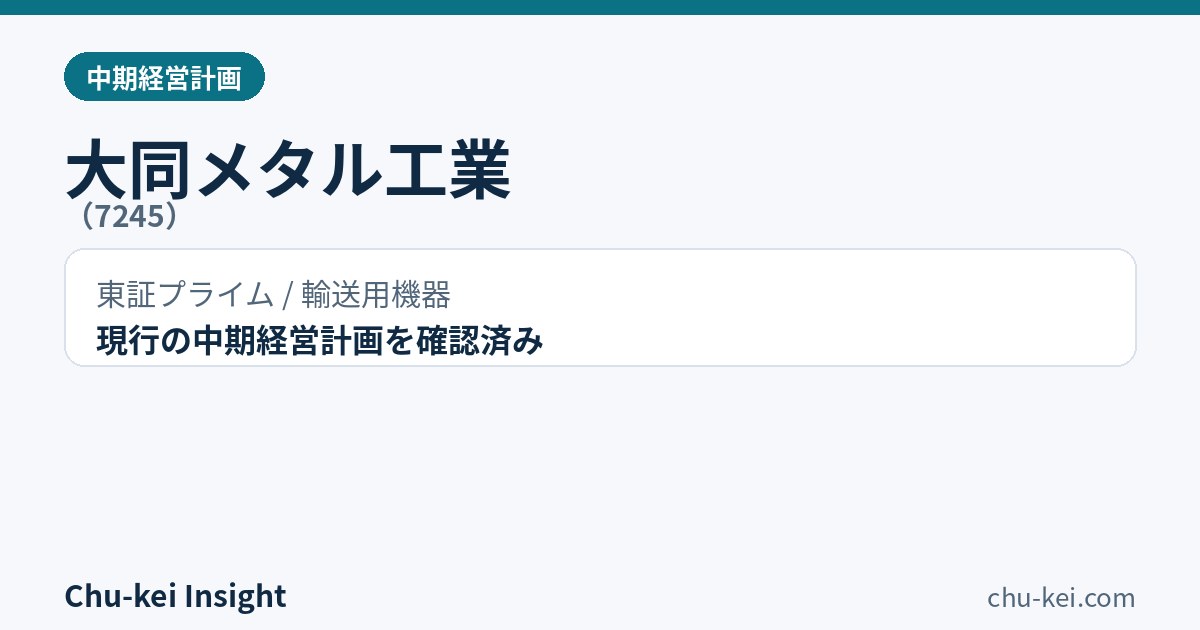 中期経営計画
大同メタル工業
（7245）
東証プライム / 輸送用機器
現行の中期経営計画を確認済み
Chu-kei Insight
chu-kei.com